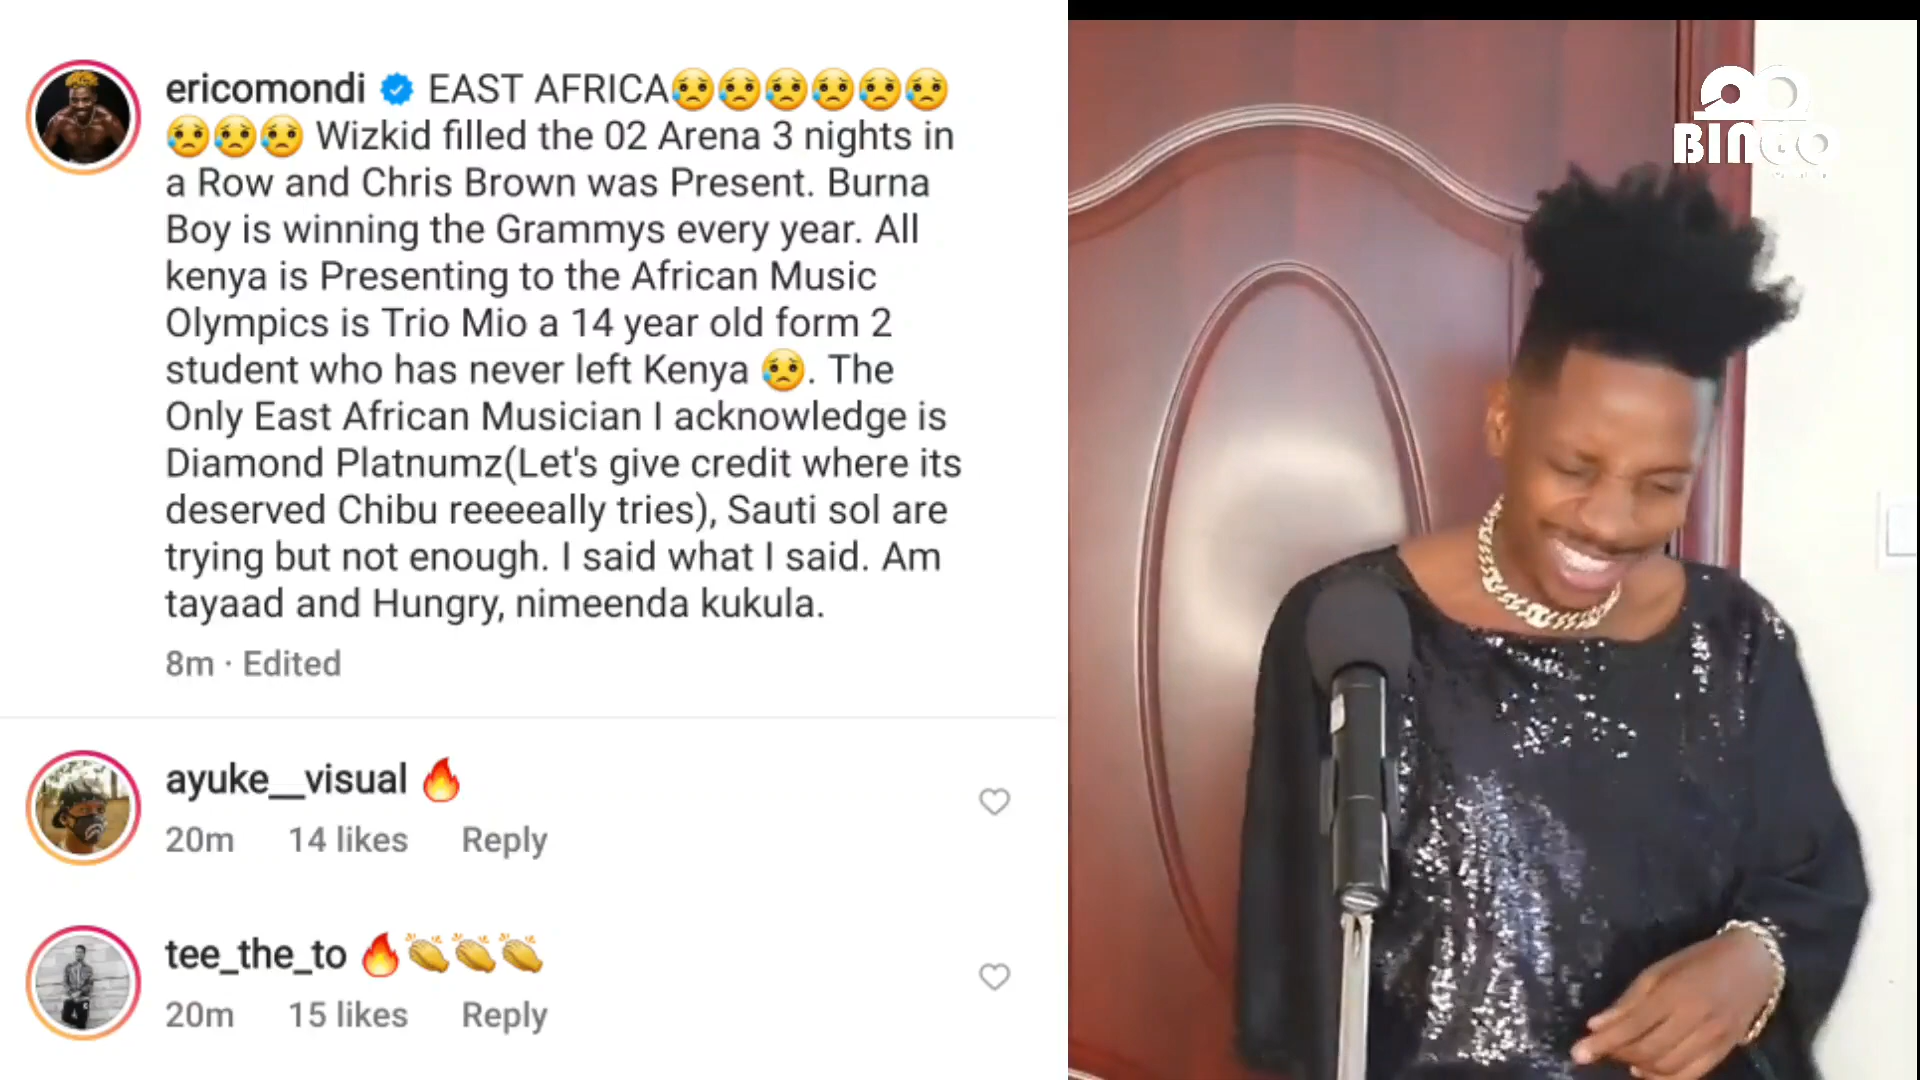 ericomondi EAST AFRICA😥😥😥😥😥😥
😥😥😥 Wizkid filled the 02 Arena 3 nights in
a Row and Chris Brown was Present. Burna
Boy is winning the Grammys every year. All
kenya is Presenting to the African Music
Olympics is Trio Mio a 14 year old form 2
student who has never left Kenya 😥. The
Only East African Musician I acknowledge is
Diamond Platnumz(Let's give credit where its
deserved Chibu reeeeally tries), Sauti sol are
trying but not enough. I said what I said. Am
tayaad and Hungry, nimeenda kukula.
8m · Edited
ayuke__visual 🔥
20m 14 likes Reply
tee_the_to 🔥👏👏👏
20m 15 likes Reply
BINGO